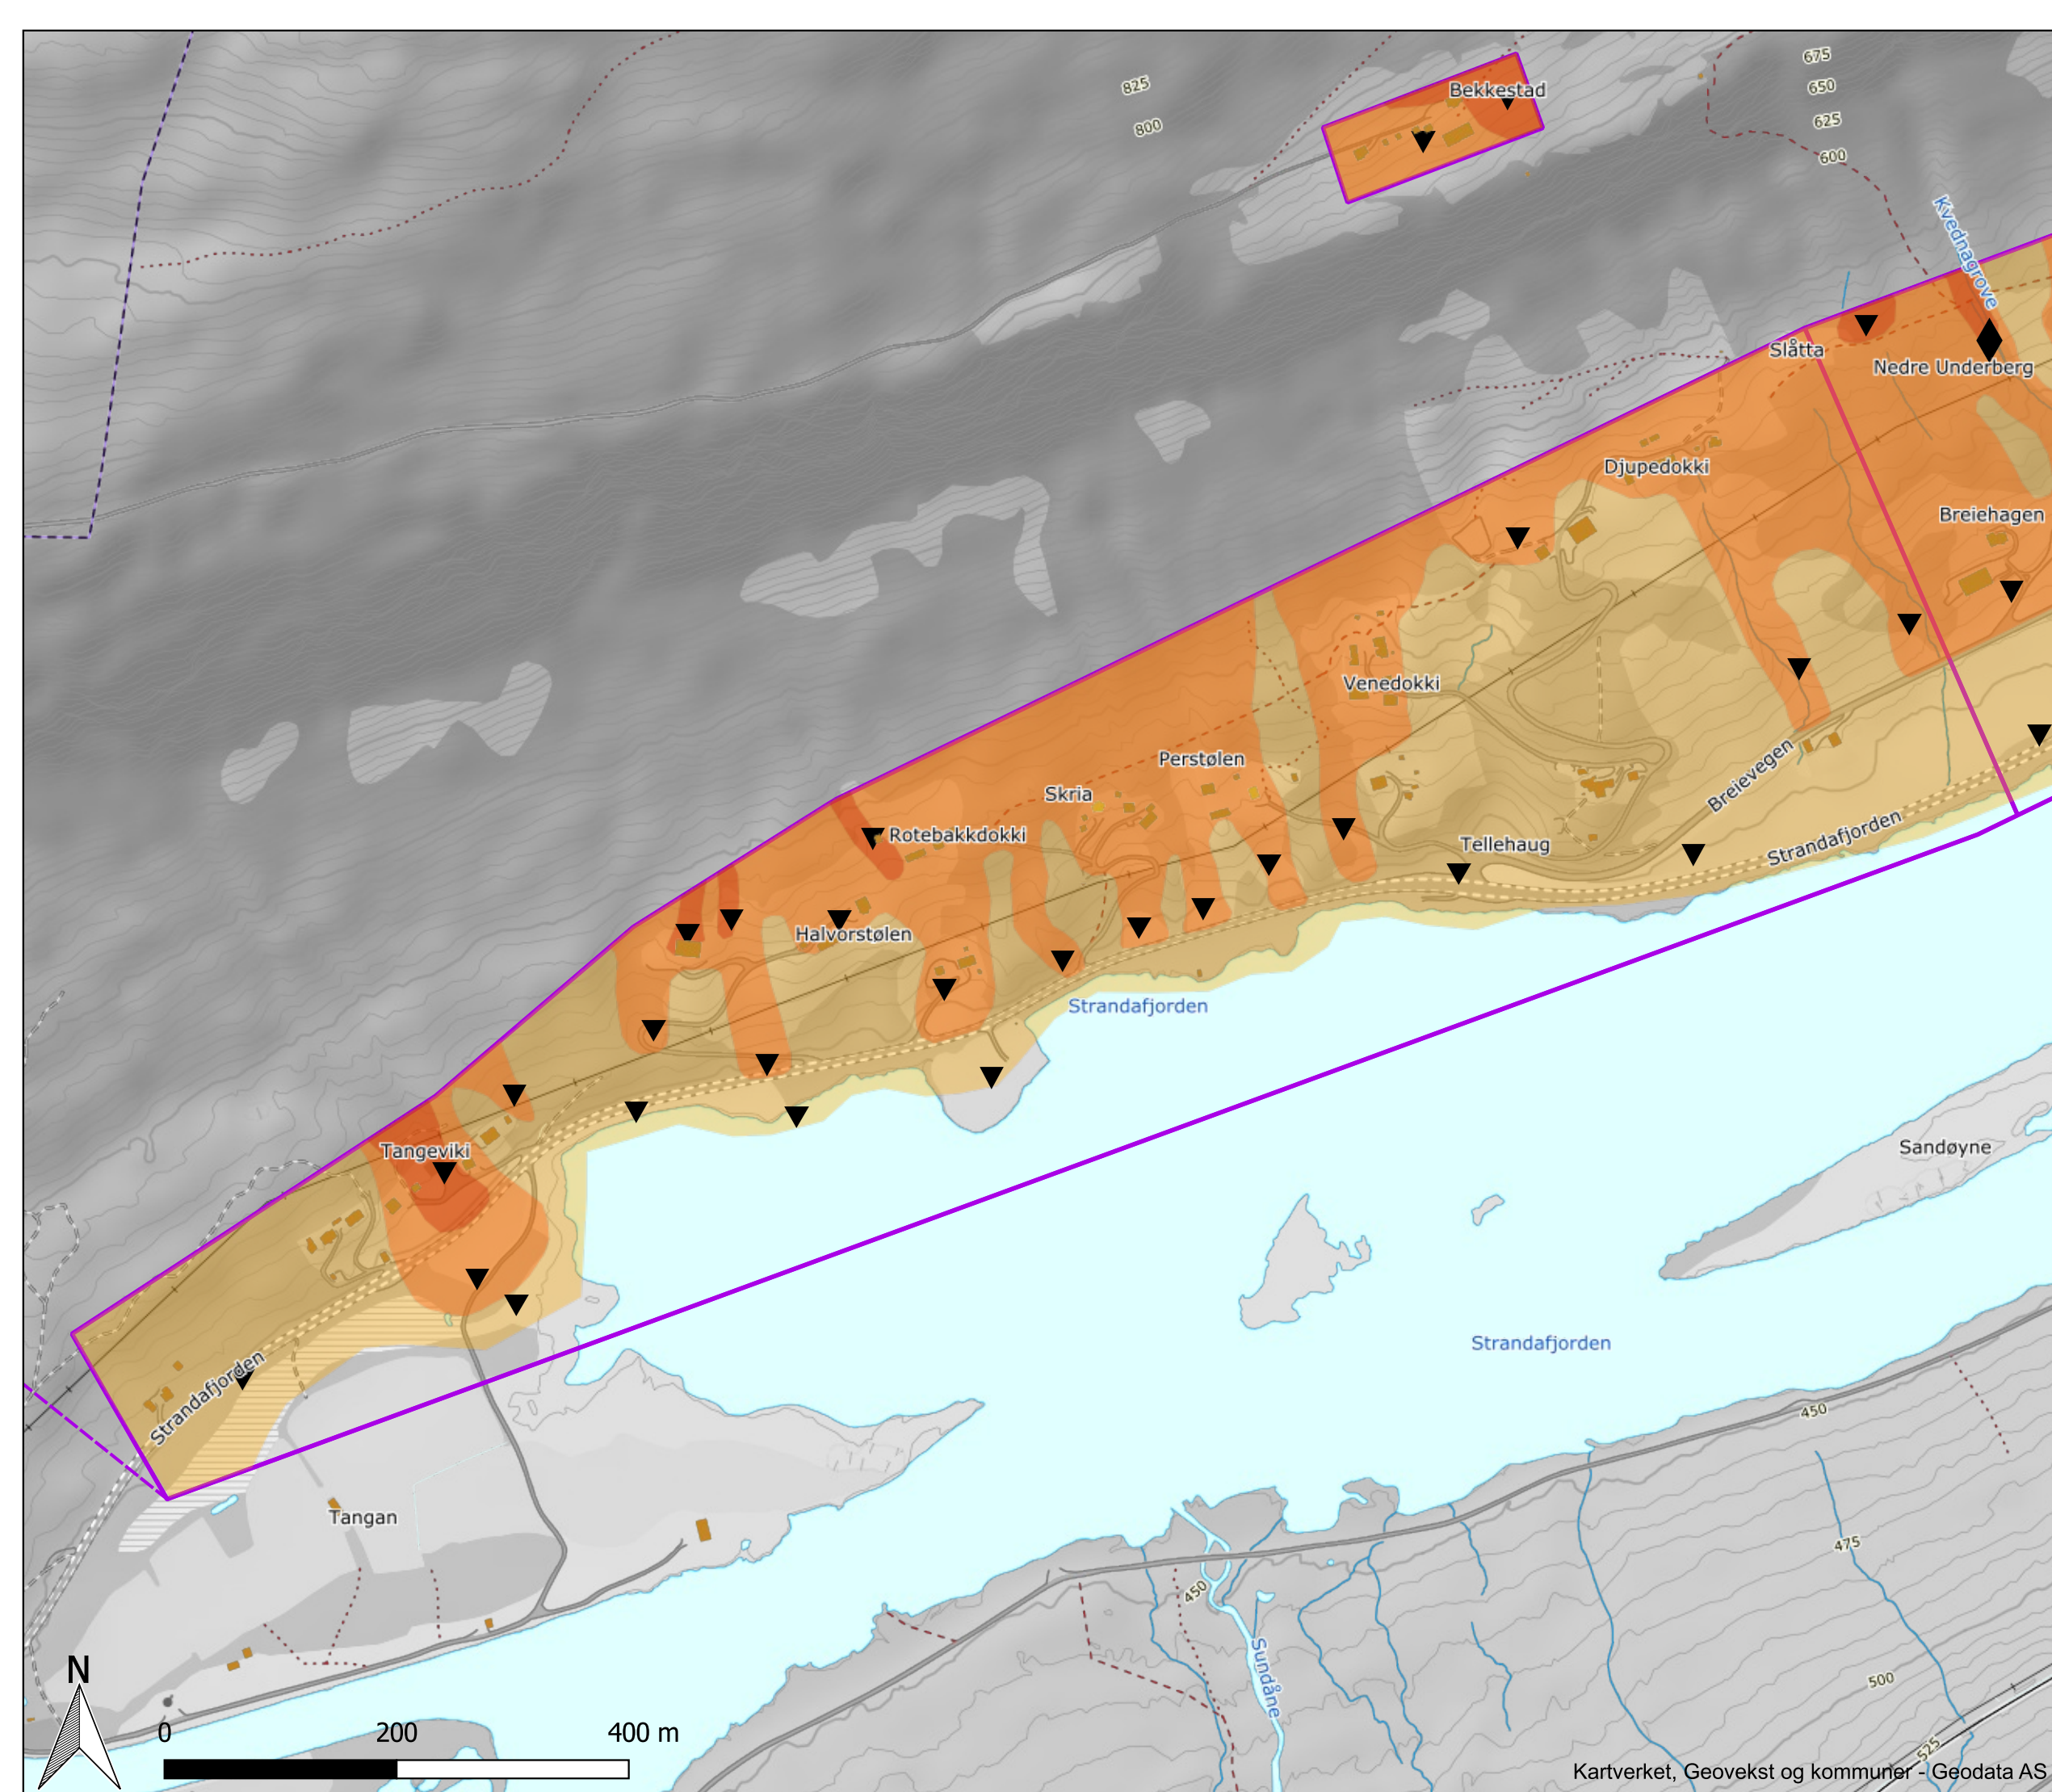 675
825
650
Bekkestad
625
800
600
Kvednagrove
Slåtta
Nedre Underberg
Djupedokki
Breiehagen
Venedokki
Perstølen
Skria
Breievegen
Rotebakkdokki
Strandafjorden
Tellehaug
Halvorstølen
Strandafjorden
Tangeviki
Sandøyne
Strandafjorden
Strandafjorden
450
Tangan
475
450
Sundåne
N
500
0
200
400 m
525
Kartverket, Geovekst og kommuner - Geodata AS